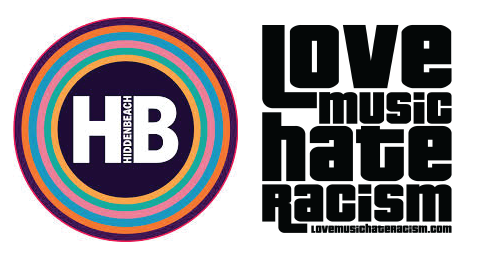 HB
HIDDENBEACH
Love
music
hate
Racism
Lovemusichateracism.com